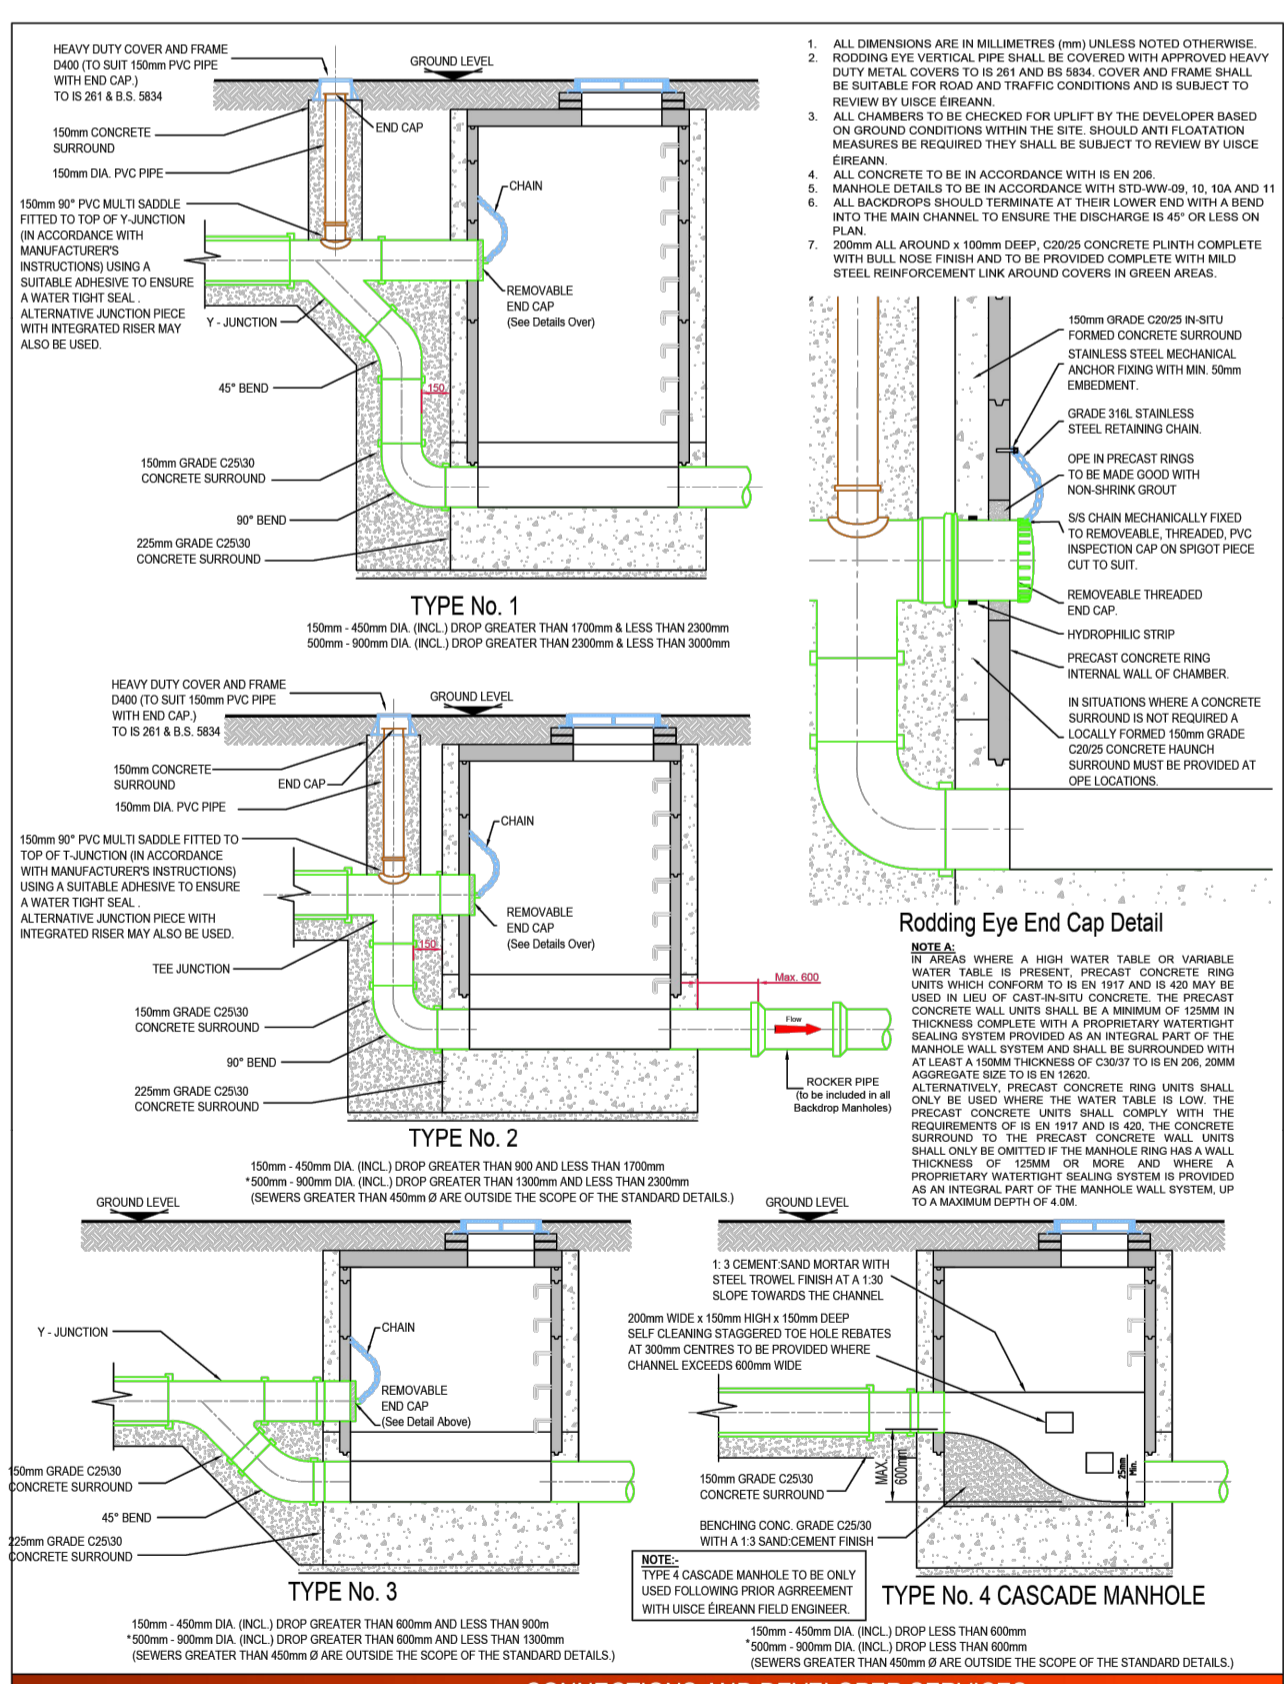 HEAVY DUTY COVER AND FRAME
D400 (TO SUIT 150mm PVC PIPE
WITH END CAP.)
TO IS 261 & B.S. 5834
150mm CONCRETE
SURROUND
150mm DIA. PVC PIPE
150mm 90° PVC MULTI SADDLE
FITTED TO TOP OF Y-JUNCTION
(IN ACCORDANCE WITH
MANUFACTURER'S
INSTRUCTIONS) USING A
SUITABLE ADHESIVE TO ENSURE
A WATER TIGHT SEAL .
ALTERNATIVE JUNCTION PIECE
WITH INTEGRATED RISER MAY
ALSO BE USED.
GROUND LEVEL
END CAP
CHAIN
REMOVABLE
END CAP
(See Details Over)
Y - JUNCTION
45° BEND
150
150mm GRADE C25\30
CONCRETE SURROUND
90° BEND
225mm GRADE C25\30
CONCRETE SURROUND
TYPE No. 1
150mm - 450mm DIA. (INCL.) DROP GREATER THAN 1700mm & LESS THAN 2300mm
500mm - 900mm DIA. (INCL.) DROP GREATER THAN 2300mm & LESS THAN 3000mm
1. ALL DIMENSIONS ARE IN MILLIMETRES (mm) UNLESS NOTED OTHERWISE.
2. RODDING EYE VERTICAL PIPE SHALL BE COVERED WITH APPROVED HEAVY
DUTY METAL COVERS TO IS 261 AND BS 5834. COVER AND FRAME SHALL
BE SUITABLE FOR ROAD AND TRAFFIC CONDITIONS AND IS SUBJECT TO
REVIEW BY UISCE ÉIREANN.
3. ALL CHAMBERS TO BE CHECKED FOR UPLIFT BY THE DEVELOPER BASED
ON GROUND CONDITIONS WITHIN THE SITE. SHOULD ANTI FLOATATION
MEASURES BE REQUIRED THEY SHALL BE SUBJECT TO REVIEW BY UISCE
ÉIREANN.
4. ALL CONCRETE TO BE IN ACCORDANCE WITH IS EN 206.
5. MANHOLE DETAILS TO BE IN ACCORDANCE WITH STD-WW-09, 10, 10A AND 11
6. ALL BACKDROPS SHOULD TERMINATE AT THEIR LOWER END WITH A BEND
INTO THE MAIN CHANNEL TO ENSURE THE DISCHARGE IS 45° OR LESS ON
PLAN.
7. 200mm ALL AROUND x 100mm DEEP, C20/25 CONCRETE PLINTH COMPLETE
WITH BULL NOSE FINISH AND TO BE PROVIDED COMPLETE WITH MILD
STEEL REINFORCEMENT LINK AROUND COVERS IN GREEN AREAS.
150mm GRADE C20/25 IN-SITU
FORMED CONCRETE SURROUND
STAINLESS STEEL MECHANICAL
ANCHOR FIXING WITH MIN. 50mm
EMBEDMENT.
GRADE 316L STAINLESS
STEEL RETAINING CHAIN.
OPE IN PRECAST RINGS
TO BE MADE GOOD WITH
NON-SHRINK GROUT
S/S CHAIN MECHANICALLY FIXED
TO REMOVEABLE, THREADED, PVC
INSPECTION CAP ON SPIGOT PIECE
CUT TO SUIT.
REMOVEABLE THREADED
END CAP.
HYDROPHILIC STRIP
PRECAST CONCRETE RING
INTERNAL WALL OF CHAMBER.
IN SITUATIONS WHERE A CONCRETE
SURROUND IS NOT REQUIRED A
LOCALLY FORMED 150mm GRADE
C20/25 CONCRETE HAUNCH
SURROUND MUST BE PROVIDED AT
OPE LOCATIONS.
Rodding Eye End Cap Detail
HEAVY DUTY COVER AND FRAME
D400 (TO SUIT 150mm PVC PIPE
WITH END CAP.)
TO IS 261 & B.S. 5834
150mm CONCRETE
SURROUND
150mm DIA. PVC PIPE
150mm 90° PVC MULTI SADDLE FITTED TO
TOP OF T-JUNCTION (IN ACCORDANCE
WITH MANUFACTURER'S INSTRUCTIONS)
USING A SUITABLE ADHESIVE TO ENSURE
A WATER TIGHT SEAL .
ALTERNATIVE JUNCTION PIECE WITH
INTEGRATED RISER MAY ALSO BE USED.
GROUND LEVEL
END CAP
CHAIN
REMOVABLE
END CAP
(See Details Over)
TEE JUNCTION
150
150mm GRADE C25\30
CONCRETE SURROUND
90° BEND
225mm GRADE C25\30
CONCRETE SURROUND
Max. 600
Flow
ROCKER PIPE
(to be included in all
Backdrop Manholes)
TYPE No. 2
150mm - 450mm DIA. (INCL.) DROP GREATER THAN 900 AND LESS THAN 1700mm
*500mm - 900mm DIA. (INCL.) DROP GREATER THAN 1300mm AND LESS THAN 2300mm
(SEWERS GREATER THAN 450mm Ø ARE OUTSIDE THE SCOPE OF THE STANDARD DETAILS.)
NOTE A:
IN AREAS WHERE A HIGH WATER TABLE OR VARIABLE
WATER TABLE IS PRESENT, PRECAST CONCRETE RING
UNITS WHICH CONFORM TO IS EN 1917 AND IS 420 MAY BE
USED IN LIEU OF CAST-IN-SITU CONCRETE. THE PRECAST
CONCRETE WALL UNITS SHALL BE A MINIMUM OF 125MM IN
THICKNESS COMPLETE WITH A PROPRIETARY WATERTIGHT
SEALING SYSTEM PROVIDED AS AN INTEGRAL PART OF THE
MANHOLE WALL SYSTEM AND SHALL BE SURROUNDED WITH
AT LEAST A 150MM THICKNESS OF C30/37 TO IS EN 206, 20MM
AGGREGATE SIZE TO IS EN 12620.
ALTERNATIVELY, PRECAST CONCRETE RING UNITS SHALL
ONLY BE USED WHERE THE WATER TABLE IS LOW. THE
PRECAST CONCRETE UNITS SHALL COMPLY WITH THE
REQUIREMENTS OF IS EN 1917 AND IS 420, THE CONCRETE
SURROUND TO THE PRECAST CONCRETE WALL UNITS
SHALL ONLY BE OMITTED IF THE MANHOLE RING HAS A WALL
THICKNESS OF 125MM OR MORE AND WHERE A
PROPRIETARY WATERTIGHT SEALING SYSTEM IS PROVIDED
AS AN INTEGRAL PART OF THE MANHOLE WALL SYSTEM, UP
TO A MAXIMUM DEPTH OF 4.0M.
GROUND LEVEL
Y - JUNCTION
CHAIN
REMOVABLE
END CAP
(See Detail Above)
150mm GRADE C25\30
CONCRETE SURROUND
45° BEND
225mm GRADE C25\30
CONCRETE SURROUND
TYPE No. 3
150mm - 450mm DIA. (INCL.) DROP GREATER THAN 600mm AND LESS THAN 900m
*500mm - 900mm DIA. (INCL.) DROP GREATER THAN 600mm AND LESS THAN 1300mm
(SEWERS GREATER THAN 450mm Ø ARE OUTSIDE THE SCOPE OF THE STANDARD DETAILS.)
GROUND LEVEL
1: 3 CEMENT:SAND MORTAR WITH
STEEL TROWEL FINISH AT A 1:30
SLOPE TOWARDS THE CHANNEL
200mm WIDE x 150mm HIGH x 150mm DEEP
SELF CLEANING STAGGERED TOE HOLE REBATES
AT 300mm CENTRES TO BE PROVIDED WHERE
CHANNEL EXCEEDS 600mm WIDE
MAX.
600mm
25mm
Min.
150mm GRADE C25\30
CONCRETE SURROUND
BENCHING CONC. GRADE C25/30
WITH A 1:3 SAND:CEMENT FINISH
NOTE:-
TYPE 4 CASCADE MANHOLE TO BE ONLY
USED FOLLOWING PRIOR AGRREEMENT
WITH UISCE ÉIREANN FIELD ENGINEER.
TYPE No. 4 CASCADE MANHOLE
150mm - 450mm DIA. (INCL.) DROP LESS THAN 600mm
*500mm - 900mm DIA. (INCL.) DROP LESS THAN 600mm
(SEWERS GREATER THAN 450mm Ø ARE OUTSIDE THE SCOPE OF THE STANDARD DETAILS.)
CONNECTIONS AND DEVELOPER SERVICES